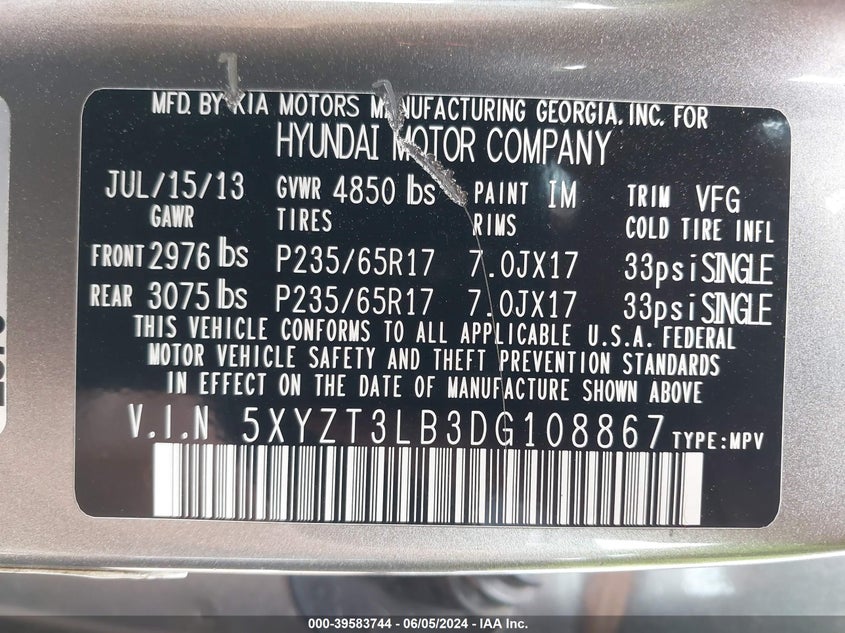 MFD. BY KIA MOTORS MANUFACTURING GEORGIA, INC. FOR
HYUNDAI MOTOR COMPANY
JUL/15/13 GVWR 4850 lbs PAINT IM TRIM VFG
GAWR TIRES RIMS COLD TIRE INFL
FRONT 2976 lbs P235/65R17 7.0JX17 33psi SINGLE
REAR 3075 lbs P235/65R17 7.0JX17 33psi SINGLE
THIS VEHICLE CONFORMS TO ALL APPLICABLE U.S.A. FEDERAL
MOTOR VEHICLE SAFETY AND THEFT PREVENTION STANDARDS
IN EFFECT ON THE DATE OF MANUFACTURE SHOWN ABOVE
V.I.N 5XYZT3LB3DG108867 TYPE:MPV
000-39583744 - 06/05/2024 - IAA Inc.